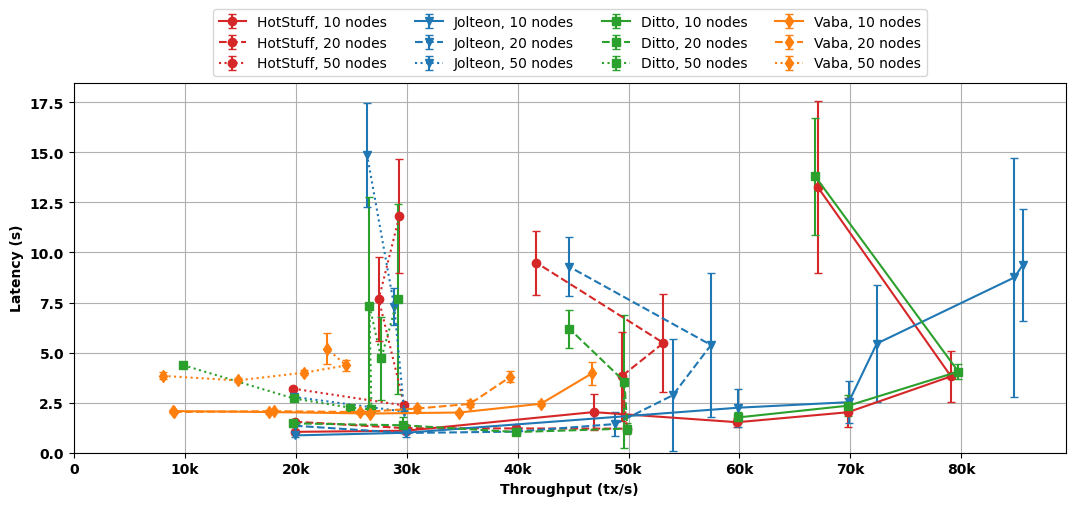 HotStuff, 10 nodes Jolteon, 10 nodes Ditto, 10 nodes Vaba, 10 nodes
HotStuff, 20 nodes Jolteon, 20 nodes Ditto, 20 nodes Vaba, 20 nodes
HotStuff, 50 nodes Jolteon, 50 nodes Ditto, 50 nodes Vaba, 50 nodes
17.5
15.0
12.5
10.0
7.5
5.0
2.5
0.0
Latency (s)
0 10k 20k 30k 40k 50k 60k 70k 80k
Throughput (tx/s)